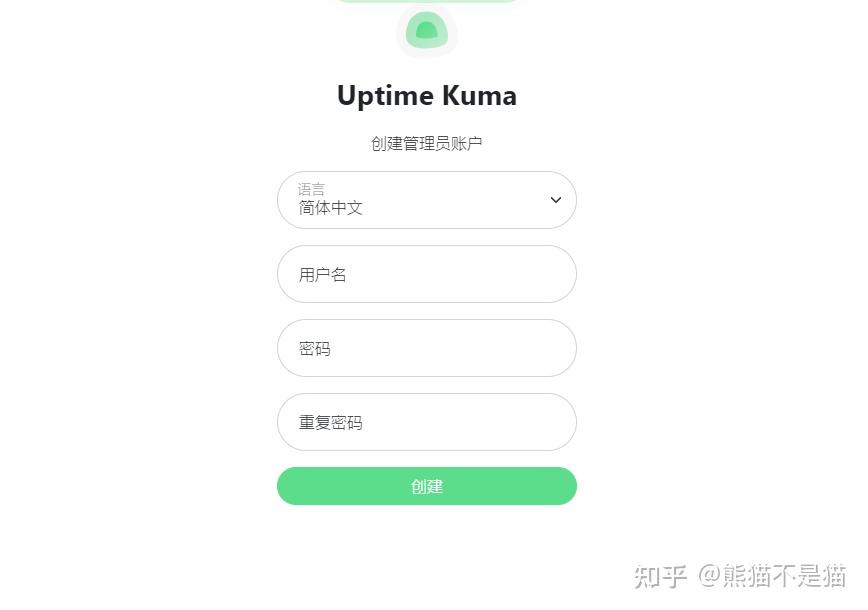 Uptime Kuma
创建管理员账户
语言
简体中文
用户名
密码
重复密码
创建
知乎 @熊猫不是猫